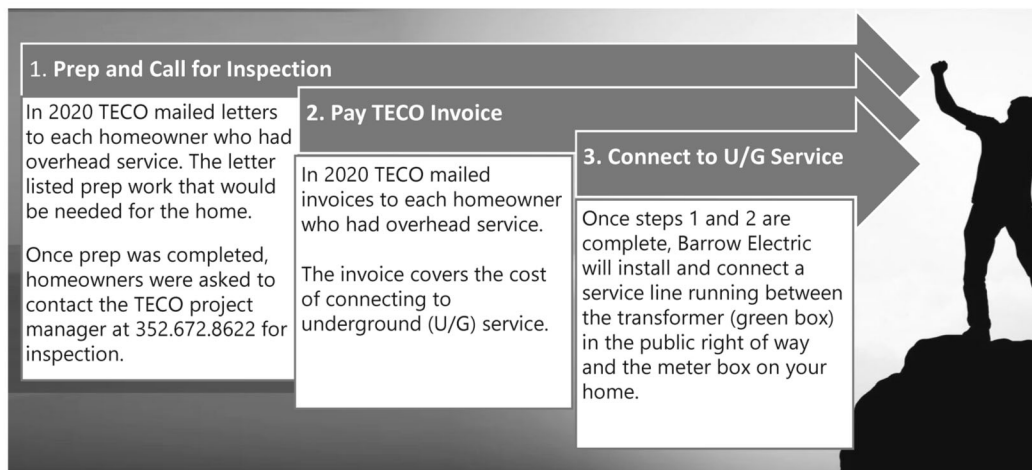 1. Prep and Call for Inspection
In 2020 TECO mailed letters
to each homeowner who had
overhead service. The letter
listed prep work that would
be needed for the home.
Once prep was completed,
homeowners were asked to
contact the TECO project
manager at 352.672.8622 for
inspection.
2. Pay TECO Invoice
In 2020 TECO mailed
invoices to each homeowner
who had overhead service.
The invoice covers the cost
of connecting to
underground (U/G) service.
3. Connect to U/G Service
Once steps 1 and 2 are
complete, Barrow Electric
will install and connect a
service line running between
the transformer (green box)
in the public right of way
and the meter box on your
home.